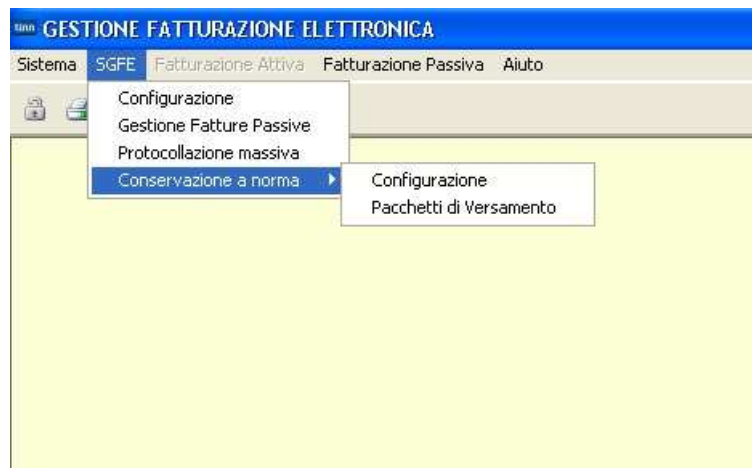 tinn GESTIONE FATTURAZIONE ELETTRONICA
Sistema SGFE Fatturazione Attiva Fatturazione Passiva Aiuto
Configurazione
Gestione Fatture Passive
Protocollazione massiva
Conservazione a norma
Configurazione
Pacchetti di Versamento